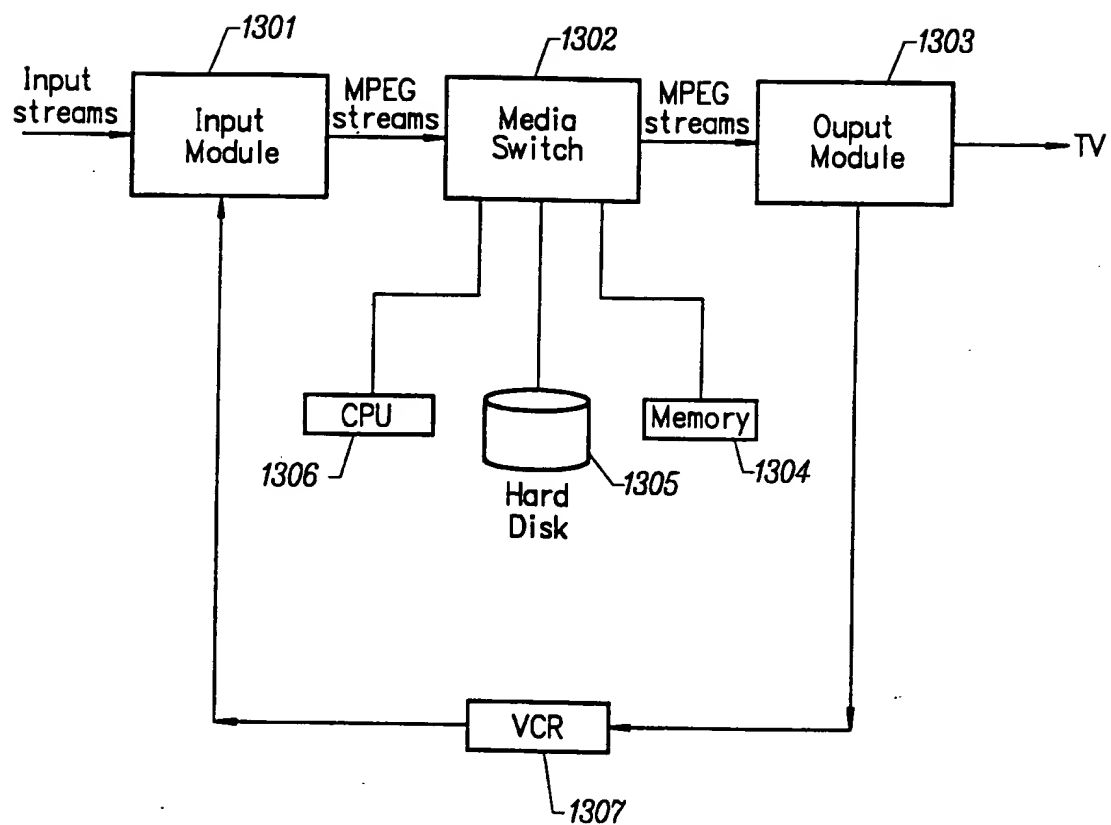 1301
1302
1303
Input
streams
Input
Module
MPEG
streams
Media
Switch
MPEG
streams
Ouput
Module
TV
CPU
1306
Hard
Disk
1305
Memory
1304
VCR
1307